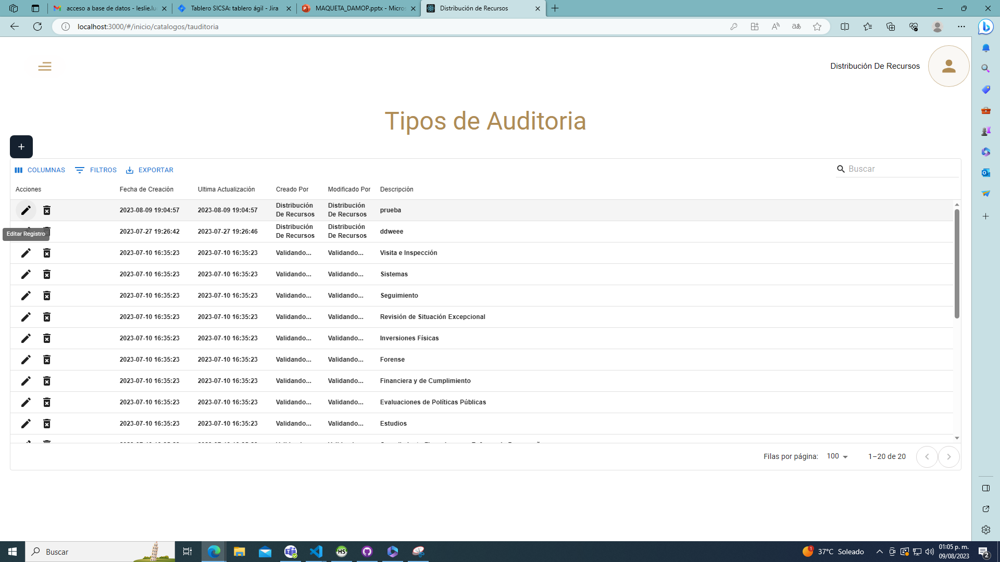 acceso a base de datos - leslie.lu
Tablero SICSA: tablero ágil - Jira
MAQUETA_DAMOP.pptx - Micros
Distribución de Recursos
localhost:3000/#/inicio/catalogos/tauditoria
Distribución De Recursos
Tipos de Auditoria
+
COLUMNAS FILTROS EXPORTAR Buscar
Acciones Fecha de Creación Ultima Actualización Creado Por Modificado Por Descripción
2023-08-09 19:04:57 2023-08-09 19:04:57 Distribución De Recursos Distribución De Recursos prueba
Editar Registro
2023-07-27 19:26:42 2023-07-27 19:26:46 Distribución De Recursos Distribución De Recursos ddweee
2023-07-10 16:35:23 2023-07-10 16:35:23 Validando... Validando... Visita e Inspección
2023-07-10 16:35:23 2023-07-10 16:35:23 Validando... Validando... Sistemas
2023-07-10 16:35:23 2023-07-10 16:35:23 Validando... Validando... Seguimiento
2023-07-10 16:35:23 2023-07-10 16:35:23 Validando... Validando... Revisión de Situación Excepcional
2023-07-10 16:35:23 2023-07-10 16:35:23 Validando... Validando... Inversiones Físicas
2023-07-10 16:35:23 2023-07-10 16:35:23 Validando... Validando... Forense
2023-07-10 16:35:23 2023-07-10 16:35:23 Validando... Validando... Financiera y de Cumplimiento
2023-07-10 16:35:23 2023-07-10 16:35:23 Validando... Validando... Evaluaciones de Políticas Públicas
2023-07-10 16:35:23 2023-07-10 16:35:23 Validando... Validando... Estudios
Filas por página: 100 1–20 de 20
Buscar
37°C Soleado
01:05 p. m.
09/08/2023
2